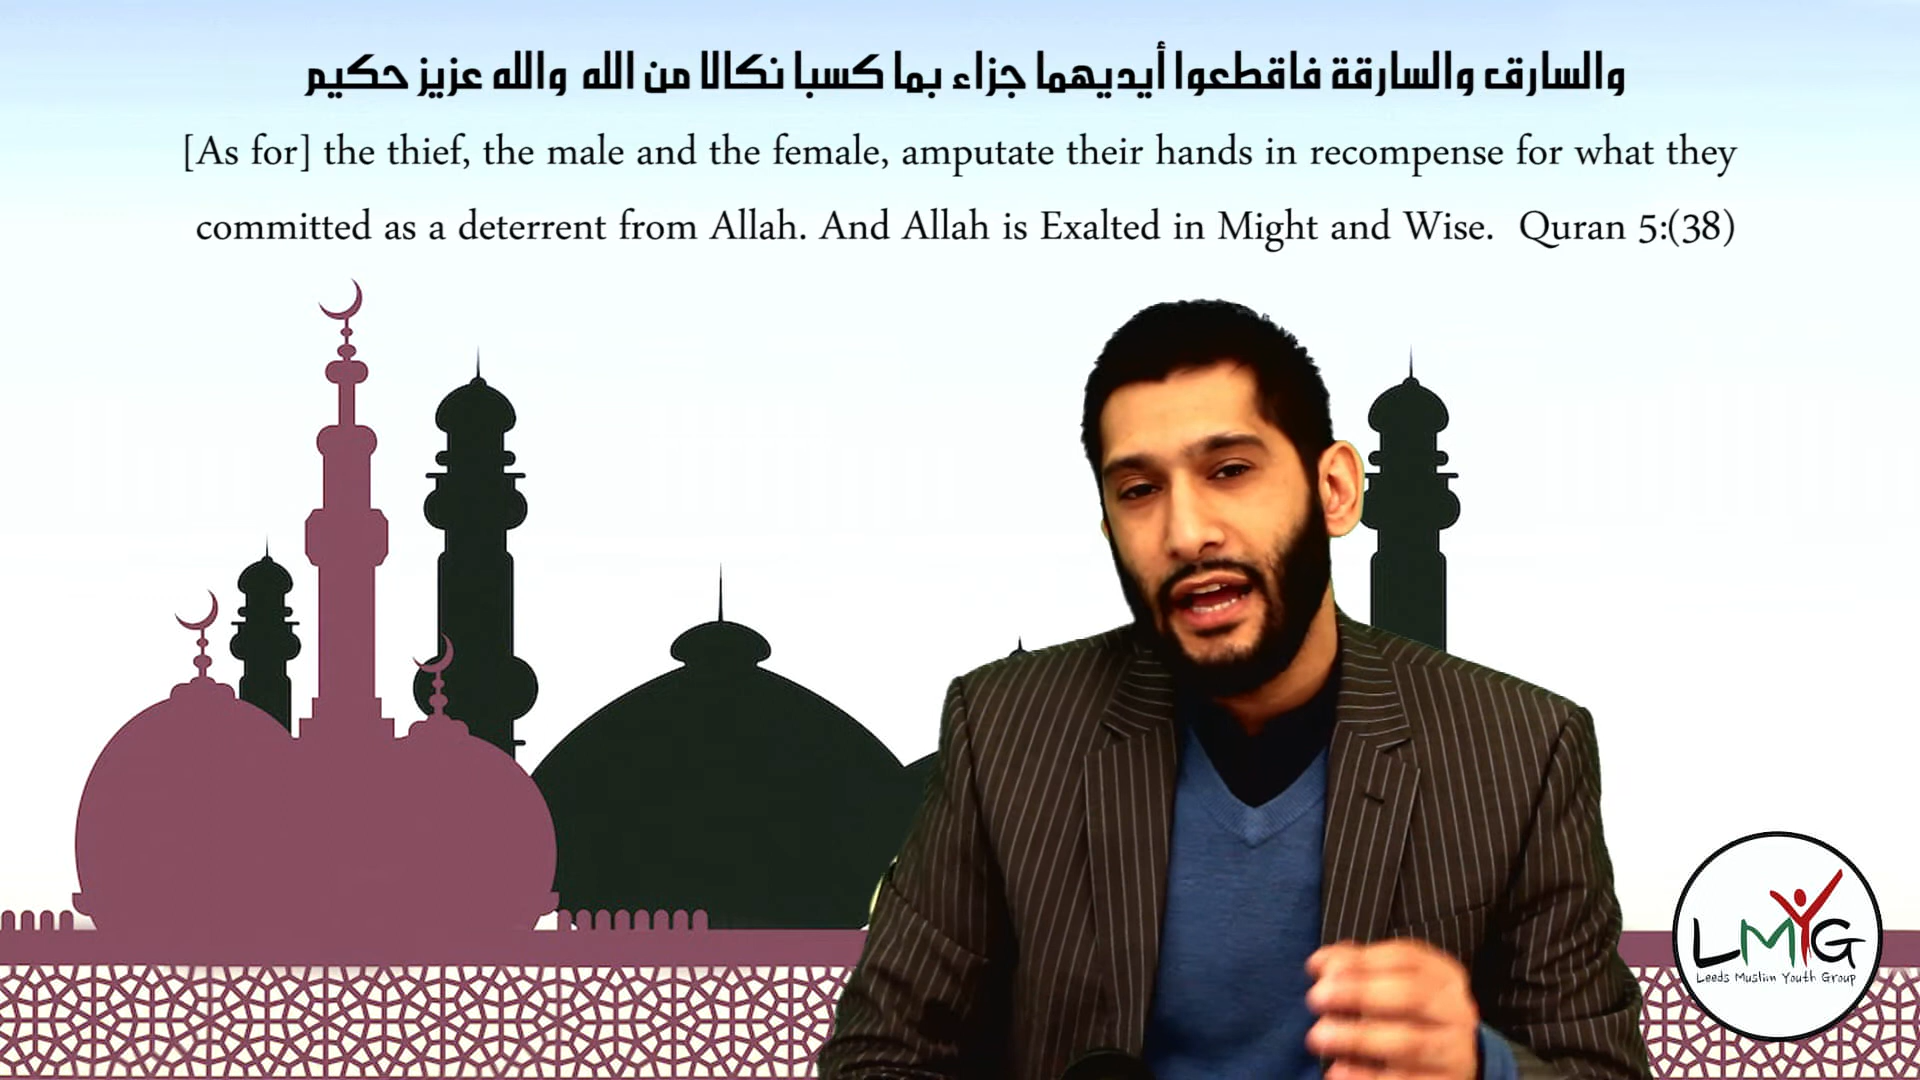 والسارق والسارقة فاقطعوا أيديهما جزاء بما كسبا نكالا من الله والله عزيز حكيم
[As for] the thief, the male and the female, amputate their hands in recompense for what they
committed as a deterrent from Allah. And Allah is Exalted in Might and Wise. Quran 5:(38)
LMYG
Leeds Muslim Youth Group